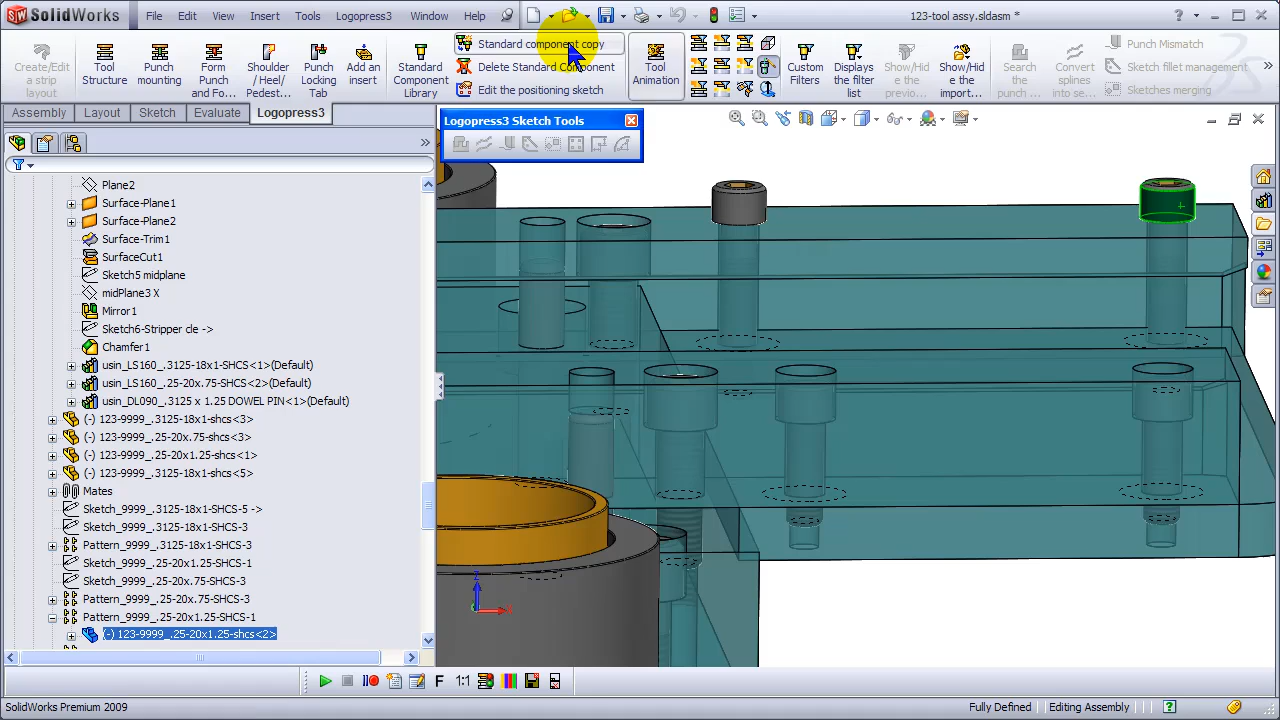 SolidWorks File Edit View Insert Tools Logopress3 Window Help 123-tool assy.sldasm *
Create/Edit a strip layout
Tool Structure
Punch mounting
Form Punch and Fo...
Shoulder /Heel/ Pedest...
Punch Locking Tab
Add an insert
Standard Component Library
Standard component copy
Delete Standard Component
Edit the positioning sketch
Tool Animation
Custom Filters
Displays the filter list
Show/Hid e the previo...
Show/Hid e the import...
Search the punch ...
Convert splines into se...
Punch Mismatch
Sketch fillet management
Sketches merging
Assembly Layout Sketch Evaluate Logopress3
Logopress3 Sketch Tools
Plane2
Surface-Plane1
Surface-Plane2
Surface-Trim1
SurfaceCut1
Sketch5 midplane
midPlane3 X
Mirror1
Sketch6-Stripper cle ->
Chamfer1
usin_LS160_.3125-18x1-SHCS<1>(Default)
usin_LS160_.25-20x.75-SHCS<2>(Default)
usin_DL090_.3125 x 1.25 DOWEL PIN<1>(Default)
(-) 123-9999_.3125-18x1-shcs<3>
(-) 123-9999_.25-20x.75-shcs<3>
(-) 123-9999_.25-20x1.25-shcs<1>
(-) 123-9999_.3125-18x1-shcs<5>
Mates
Sketch_9999_.3125-18x1-SHCS-5 ->
Sketch_9999_.3125-18x1-SHCS-3
Pattern_9999_.3125-18x1-SHCS-3
Sketch_9999_.25-20x1.25-SHCS-1
Sketch_9999_.25-20x.75-SHCS-3
Pattern_9999_.25-20x.75-SHCS-3
Pattern_9999_.25-20x1.25-SHCS-1
(-) 123-9999_.25-20x1.25-shcs<2>
Z
X
F 1:1
SolidWorks Premium 2009 Fully Defined Editing Assembly